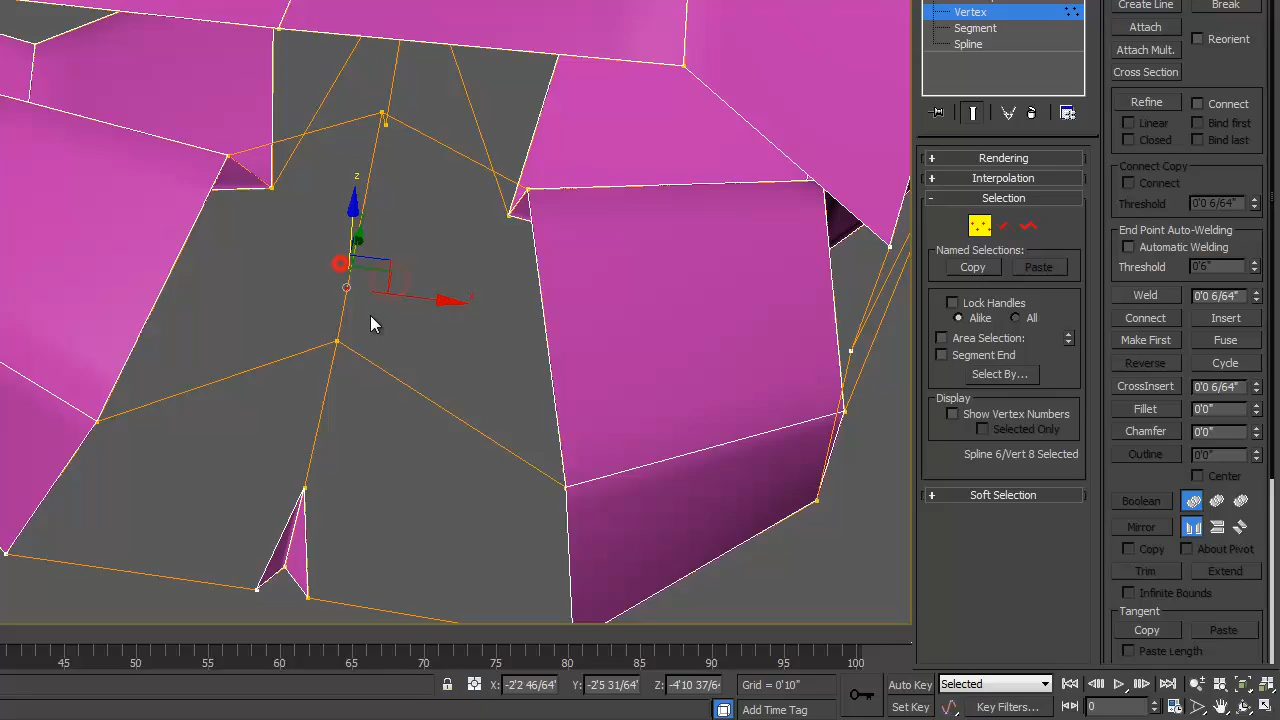 Create Line Break
Vertex
Attach
Segment
Reorient
Spline
Attach Mult.
Cross Section
Refine Connect
Linear Bind first
Closed Bind last
+ Rendering
Connect Copy
+ Interpolation
Connect
- Selection
Threshold 0'0 6/64"
End Point Auto-Welding
Automatic Welding
Named Selections:
Copy Paste
Threshold 0'6"
Weld 0'0 6/64"
Lock Handles
Alike All
Connect Insert
Area Selection:
Make First Fuse
Segment End
Reverse Cycle
Select By...
CrossInsert 0'0 6/64"
Display
Fillet 0'0"
Show Vertex Numbers
Selected Only
Chamfer 0'0"
Spline 6/Vert 8 Selected
Outline 0'0"
Center
+ Soft Selection
Boolean
Mirror
Copy About Pivot
Trim Extend
Infinite Bounds
Tangent
Copy Paste
Paste Length
z
x
45 50 55 60 65 70 75 80 85 90 95 100
X: -2'2 46/64" Y: -2'5 31/64" Z: -4'10 37/6 Grid = 0'10" Auto Key Selected
Add Time Tag Set Key Key Filters... 0